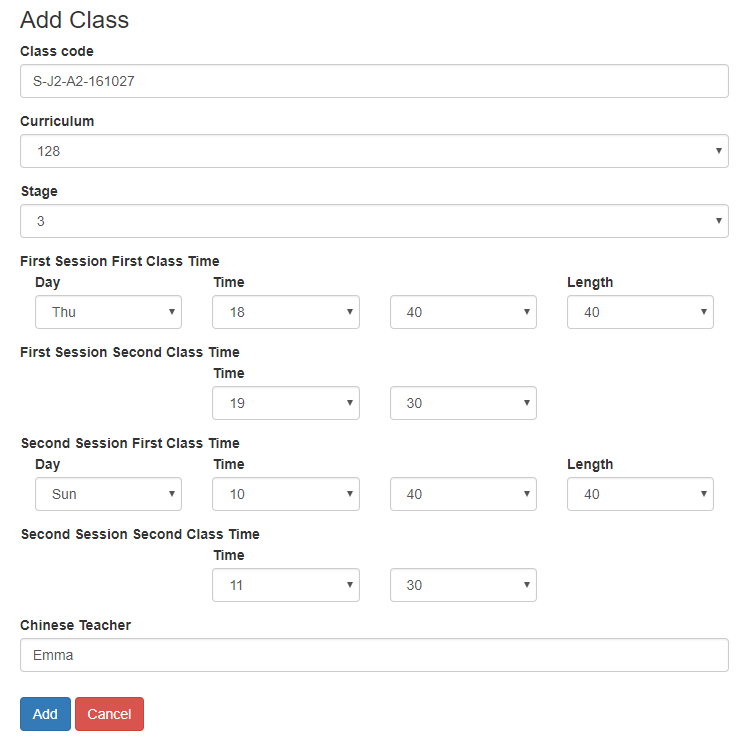 Add Class
Class code
S-J2-A2-161027
Curriculum
128
Stage
3
First Session First Class Time
Day Time Length
Thu 18 40 40
First Session Second Class Time
Time
19 30
Second Session First Class Time
Day Time Length
Sun 10 40 40
Second Session Second Class Time
Time
11 30
Chinese Teacher
Emma
Add Cancel